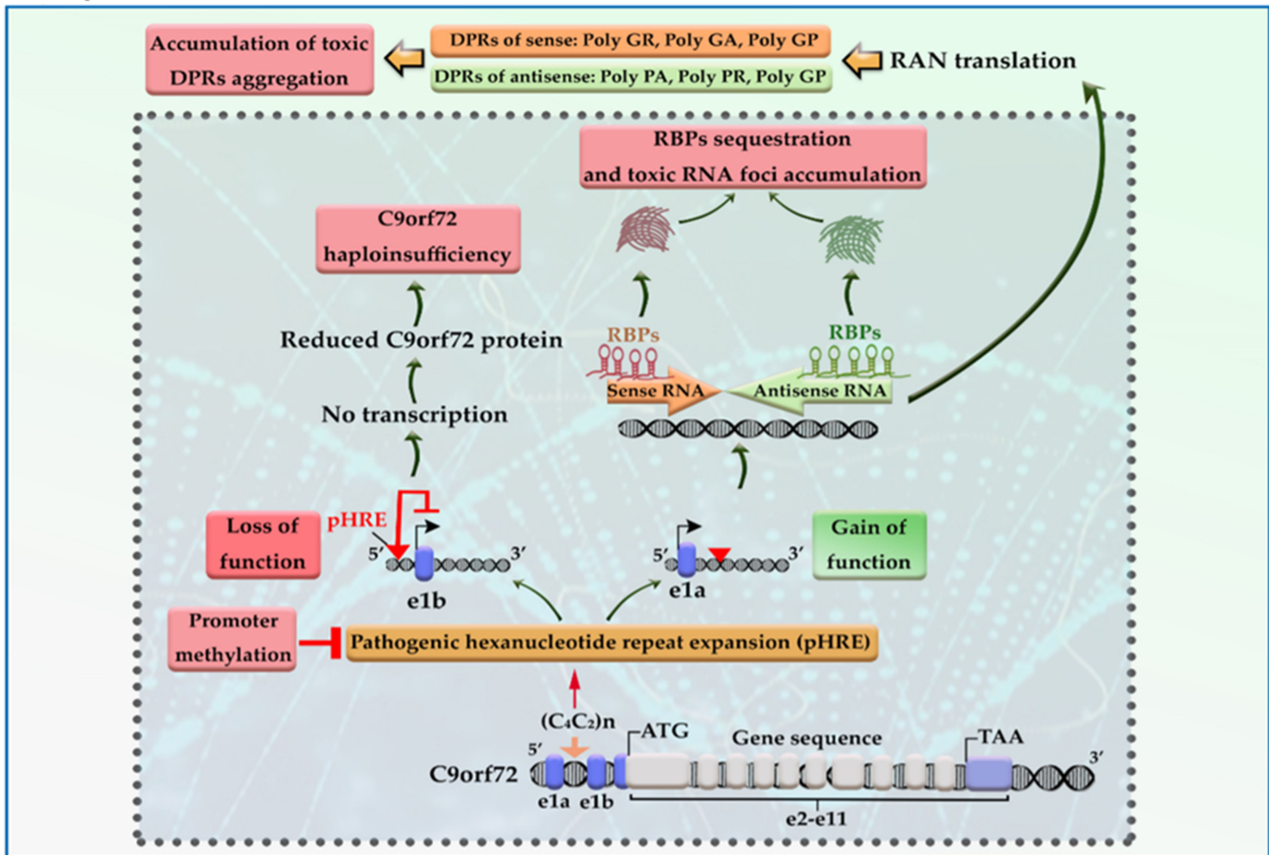 Accumulation of toxic
DPRs aggregation
DPRs of sense: Poly GR, Poly GA, Poly GP
DPRs of antisense: Poly PA, Poly PR, Poly GP
RAN translation
RBPs sequestration
and toxic RNA foci accumulation
C9orf72
haploinsufficiency
Reduced C9orf72 protein
RBPs
RBPs
Sense RNA
Antisense RNA
No transcription
Loss of
function
pHRE
5′
3′
e1b
5′
3′
e1a
Gain of
function
Promoter
methylation
Pathogenic hexanucleotide repeat expansion (pHRE)
(C₄C₂)n
ATG
Gene sequence
TAA
5′
3′
C9orf72
e1a e1b
e2-e11